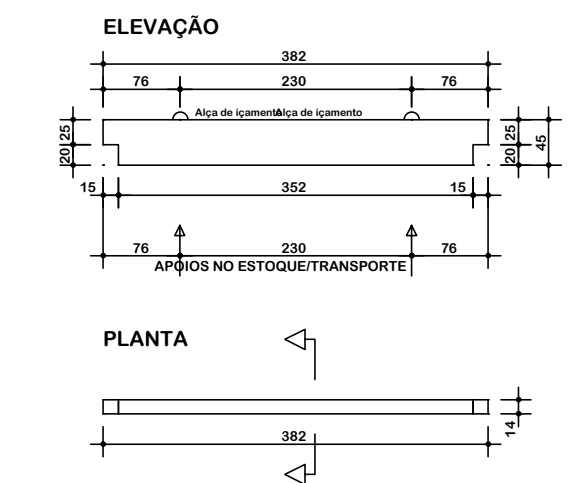 ELEVAÇÃO
382
76 230 76
Alça de içamento Alça de içamento
25 25
20 20 45
15 352 15
76 230 76
APOIOS NO ESTOQUE/TRANSPORTE
PLANTA
14
382